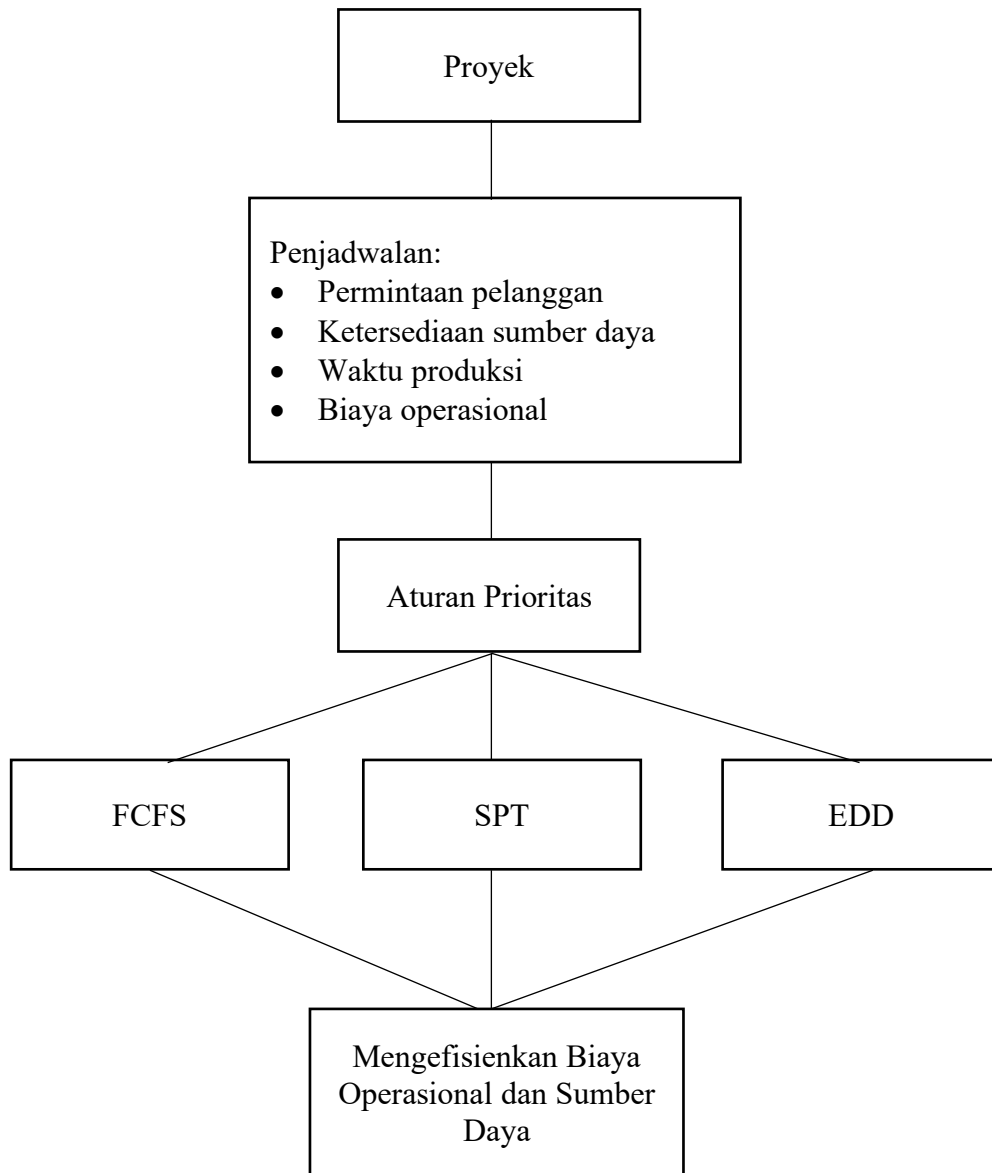 Proyek
Penjadwalan:
• Permintaan pelanggan
• Ketersediaan sumber daya
• Waktu produksi
• Biaya operasional
Aturan Prioritas
FCFS
SPT
EDD
Mengefisienkan Biaya
Operasional dan Sumber
Daya